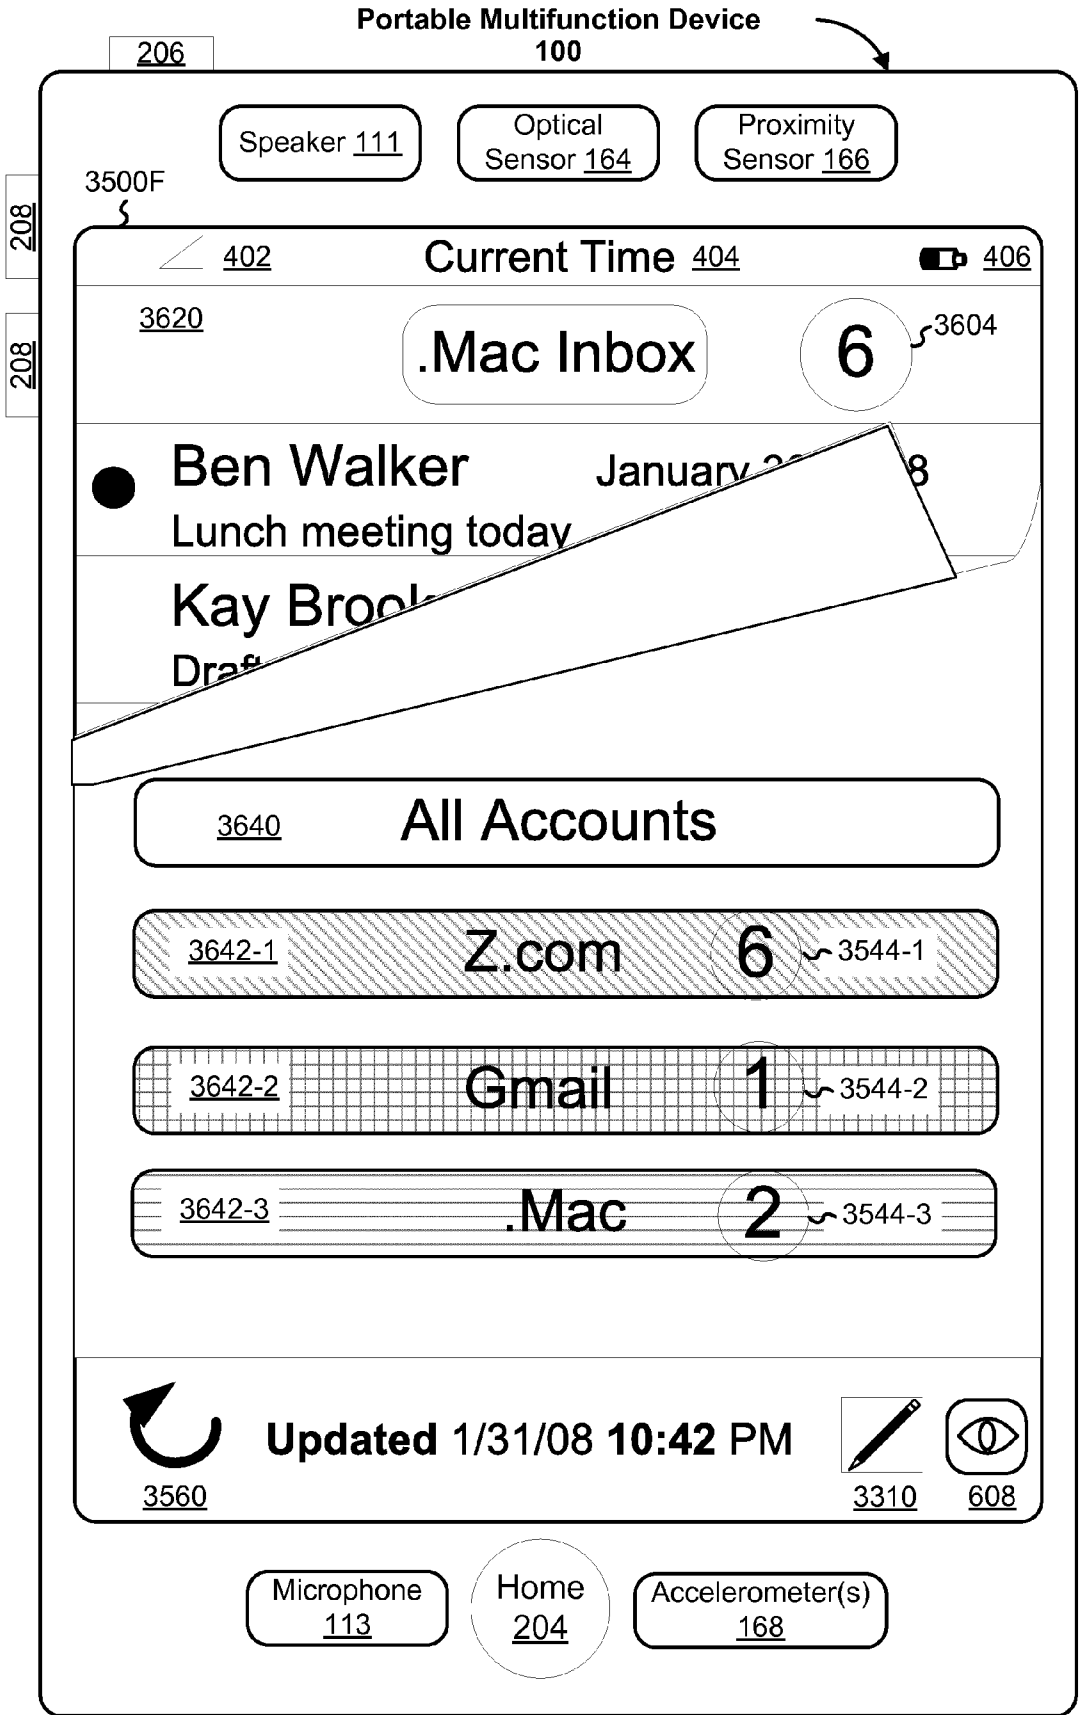 Portable Multifunction Device
100
206
Speaker 111
Optical
Sensor 164
Proximity
Sensor 166
3500F
208
208
402
Current Time 404
406
3620
.Mac Inbox
6
3604
Ben Walker
January
8
Lunch meeting today
Kay
3640
All Accounts
3642-1
Z.com
6
3544-1
3642-2
Gmail
1
3544-2
3642-3
.Mac
2
3544-3
Updated 1/31/08 10:42 PM
3560
3310
608
Microphone
113
Home
204
Accelerometer(s)
168